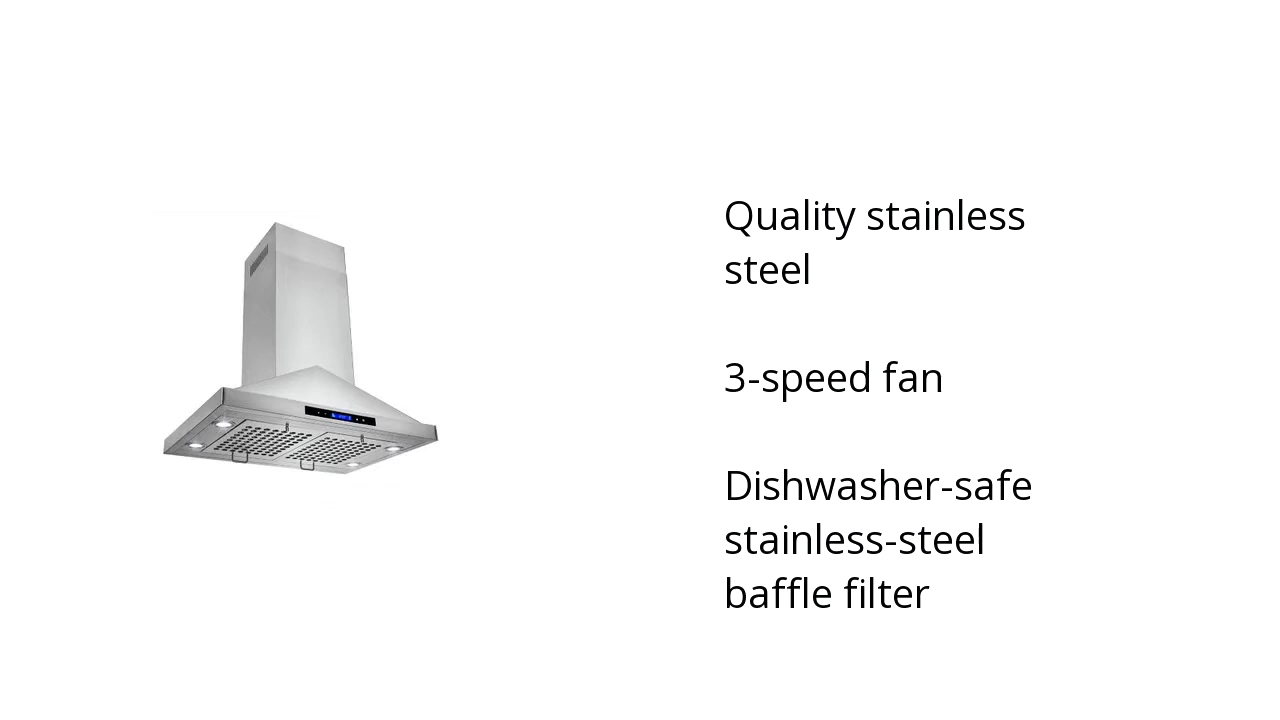 Quality stainless
steel
3-speed fan
Dishwasher-safe
stainless-steel
baffle filter